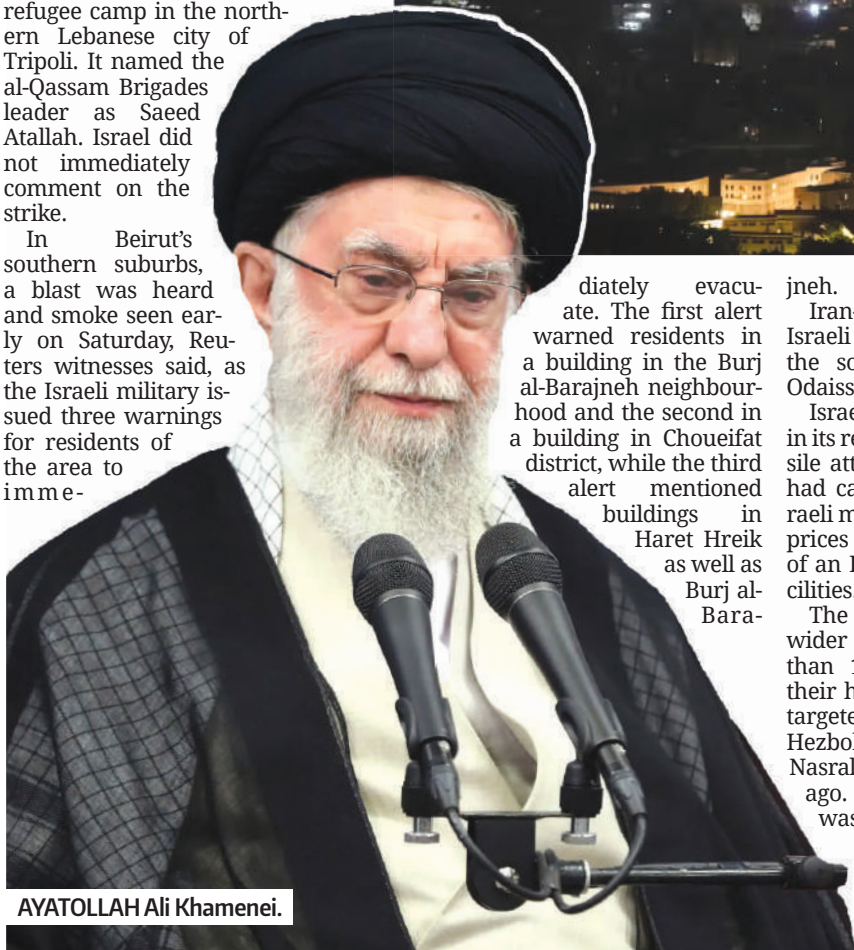 refugee camp in the north-
ern Lebanese city of
Tripoli. It named the
al-Qassam Brigades
leader as Saeed
Atallah. Israel did
not immediately
comment on the
strike.
In Beirut’s
southern suburbs,
a blast was heard
and smoke seen ear-
ly on Saturday, Reu-
ters witnesses said, as
the Israeli military is-
sued three warnings
for residents of
the area to
imme-
diately evacu-
ate. The first alert
warned residents in
a building in the Burj
al-Barajneh neighbour-
hood and the second in
a building in Choueifat
district, while the third
alert mentioned
buildings in
Haret Hreik
as well as
Burj al-
Bara-
jneh.
Iran-
Israeli
the so
Odaiss
Israe
in its re
sile att
had ca
raeli m
prices
of an I
cilities
The
wider
than 1
their h
targete
Hezbol
Nasral
ago.
was
AYATOLLAH Ali Khamenei.